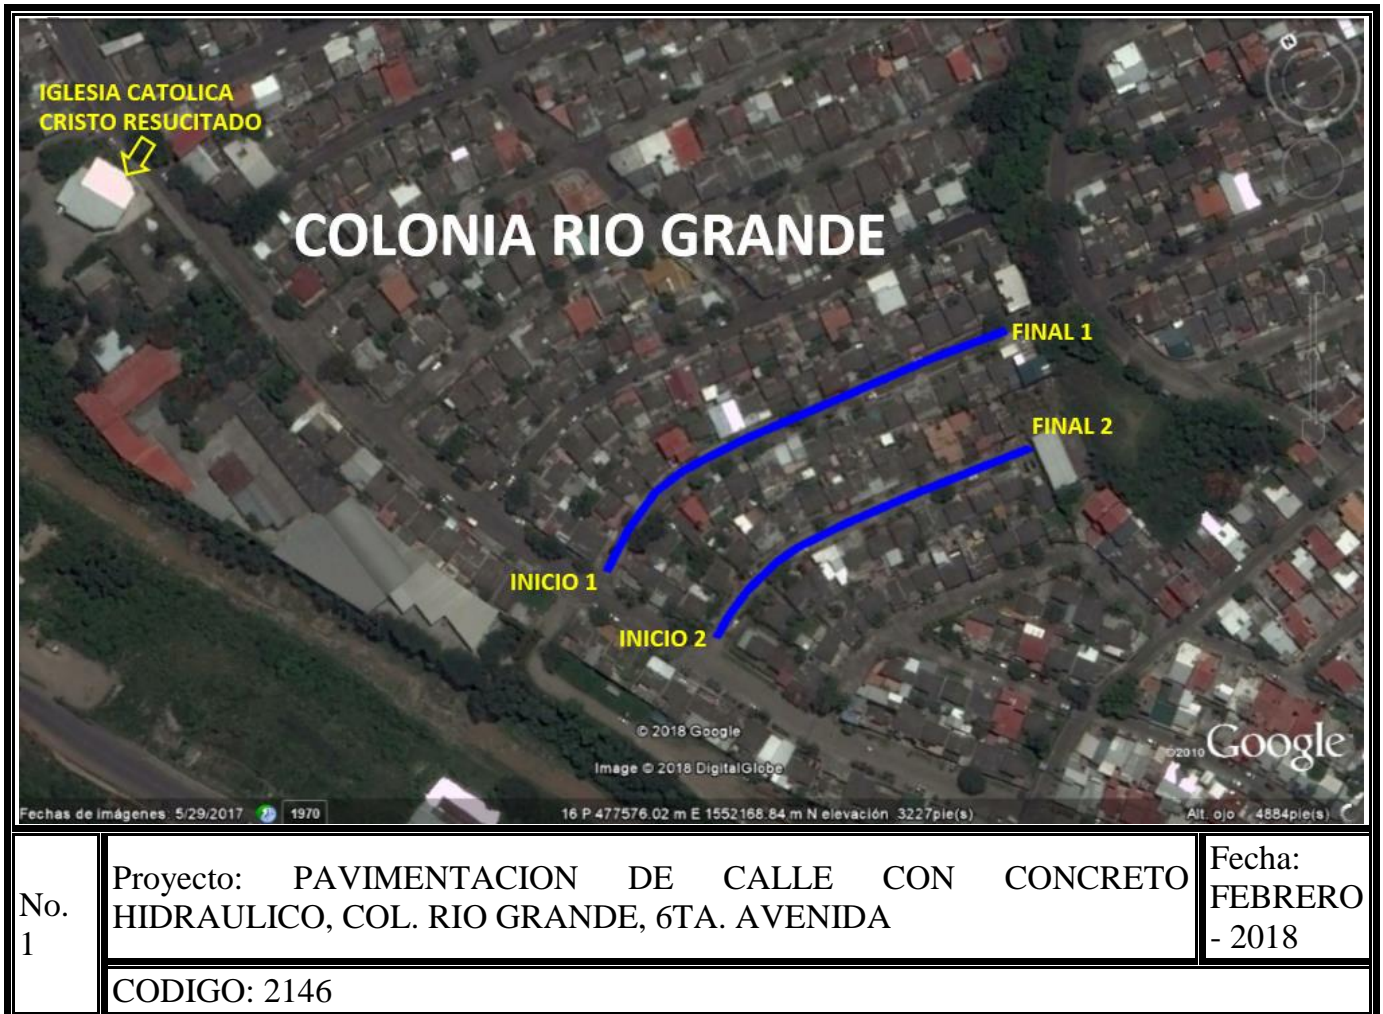 IGLESIA CATOLICA
CRISTO RESUCITADO
COLONIA RIO GRANDE
FINAL 1
FINAL 2
INICIO 1
INICIO 2
© 2018 Google
Image © 2018 DigitalGlobe
©2010 Google
Fechas de imágenes: 5/29/2017 1970 16 P 477576.02 m E 1552168.84 m N elevación 3227pie(s) Alt. ojo 4884pie(s)
No.
1
Proyecto: PAVIMENTACION DE CALLE CON CONCRETO
HIDRAULICO, COL. RIO GRANDE, 6TA. AVENIDA
Fecha:
FEBRERO
- 2018
CODIGO: 2146